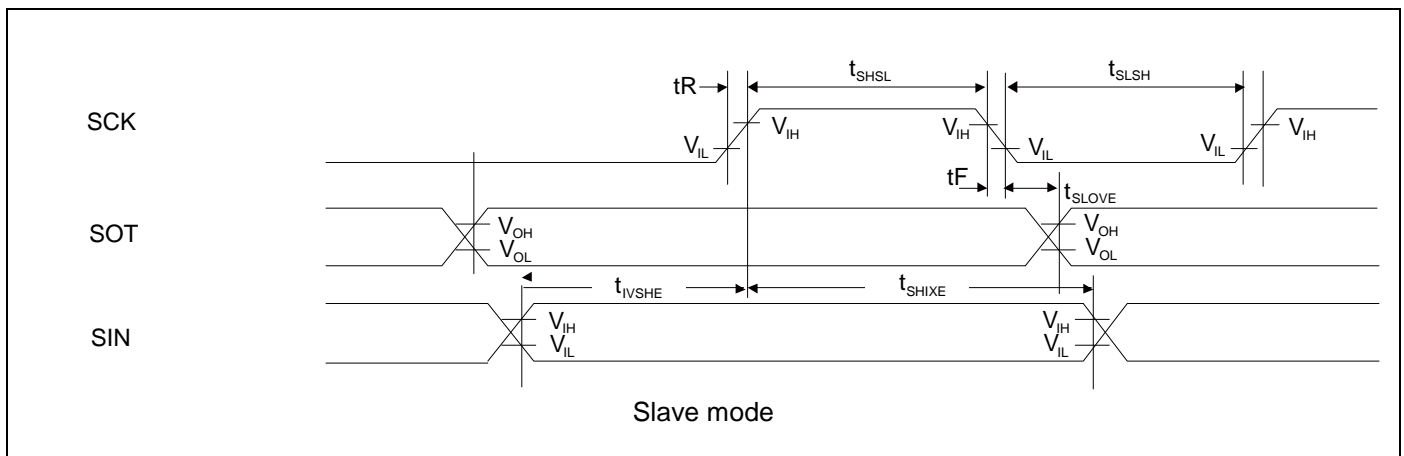 tSHSL tSLSH
tR
SCK VIH VIH VIH
VIL VIL VIL
tF tSLOVE
SOT VOH VOH
VOL VOL
tIVSHE tSHIXE
SIN VIH VIH
VIL VIL
Slave mode